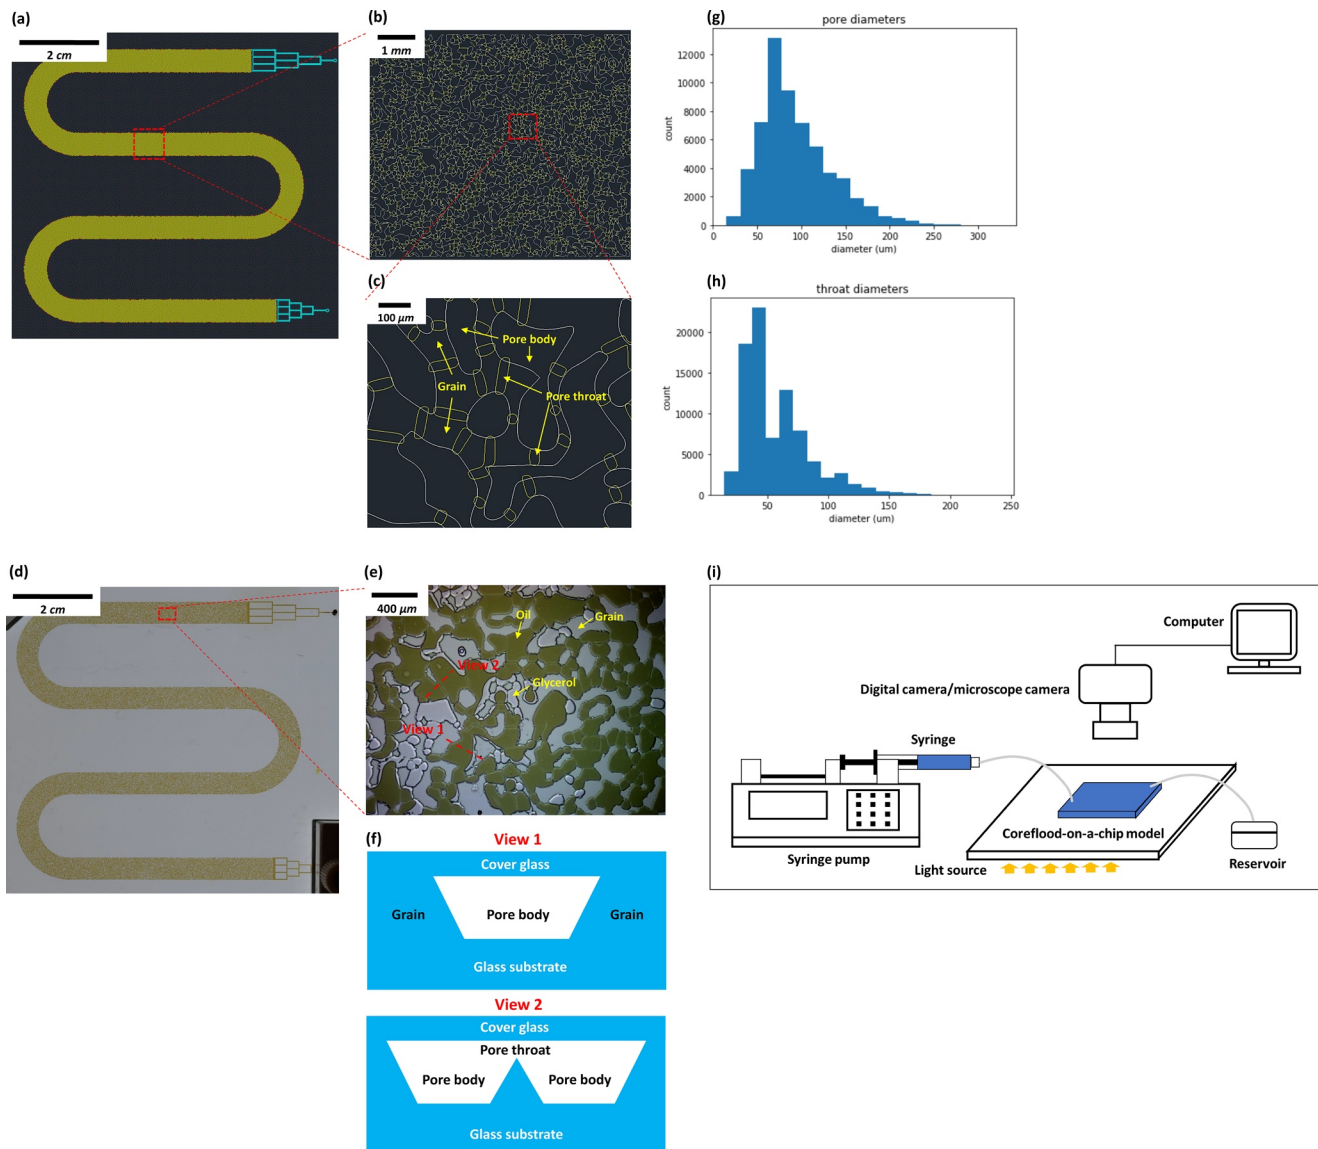 (a)
2 cm
(b)
1 mm
(c)
100 μm
Pore body
Grain
Pore throat
(g)
pore diameters
count
12000
10000
8000
6000
4000
2000
0
0 50 100 150 200 250 300
diameter (um)
(h)
throat diameters
count
20000
15000
10000
5000
0
50 100 150 200 250
diameter (um)
(d)
2 cm
(e)
400 μm
Oil
Grain
View 2
Glycerol
View 1
(f)
View 1
Cover glass
Grain Pore body Grain
Glass substrate
View 2
Cover glass
Pore throat
Pore body Pore body
Glass substrate
(i)
Computer
Digital camera/microscope camera
Syringe
Coreflood-on-a-chip model
Syringe pump
Light source
Reservoir